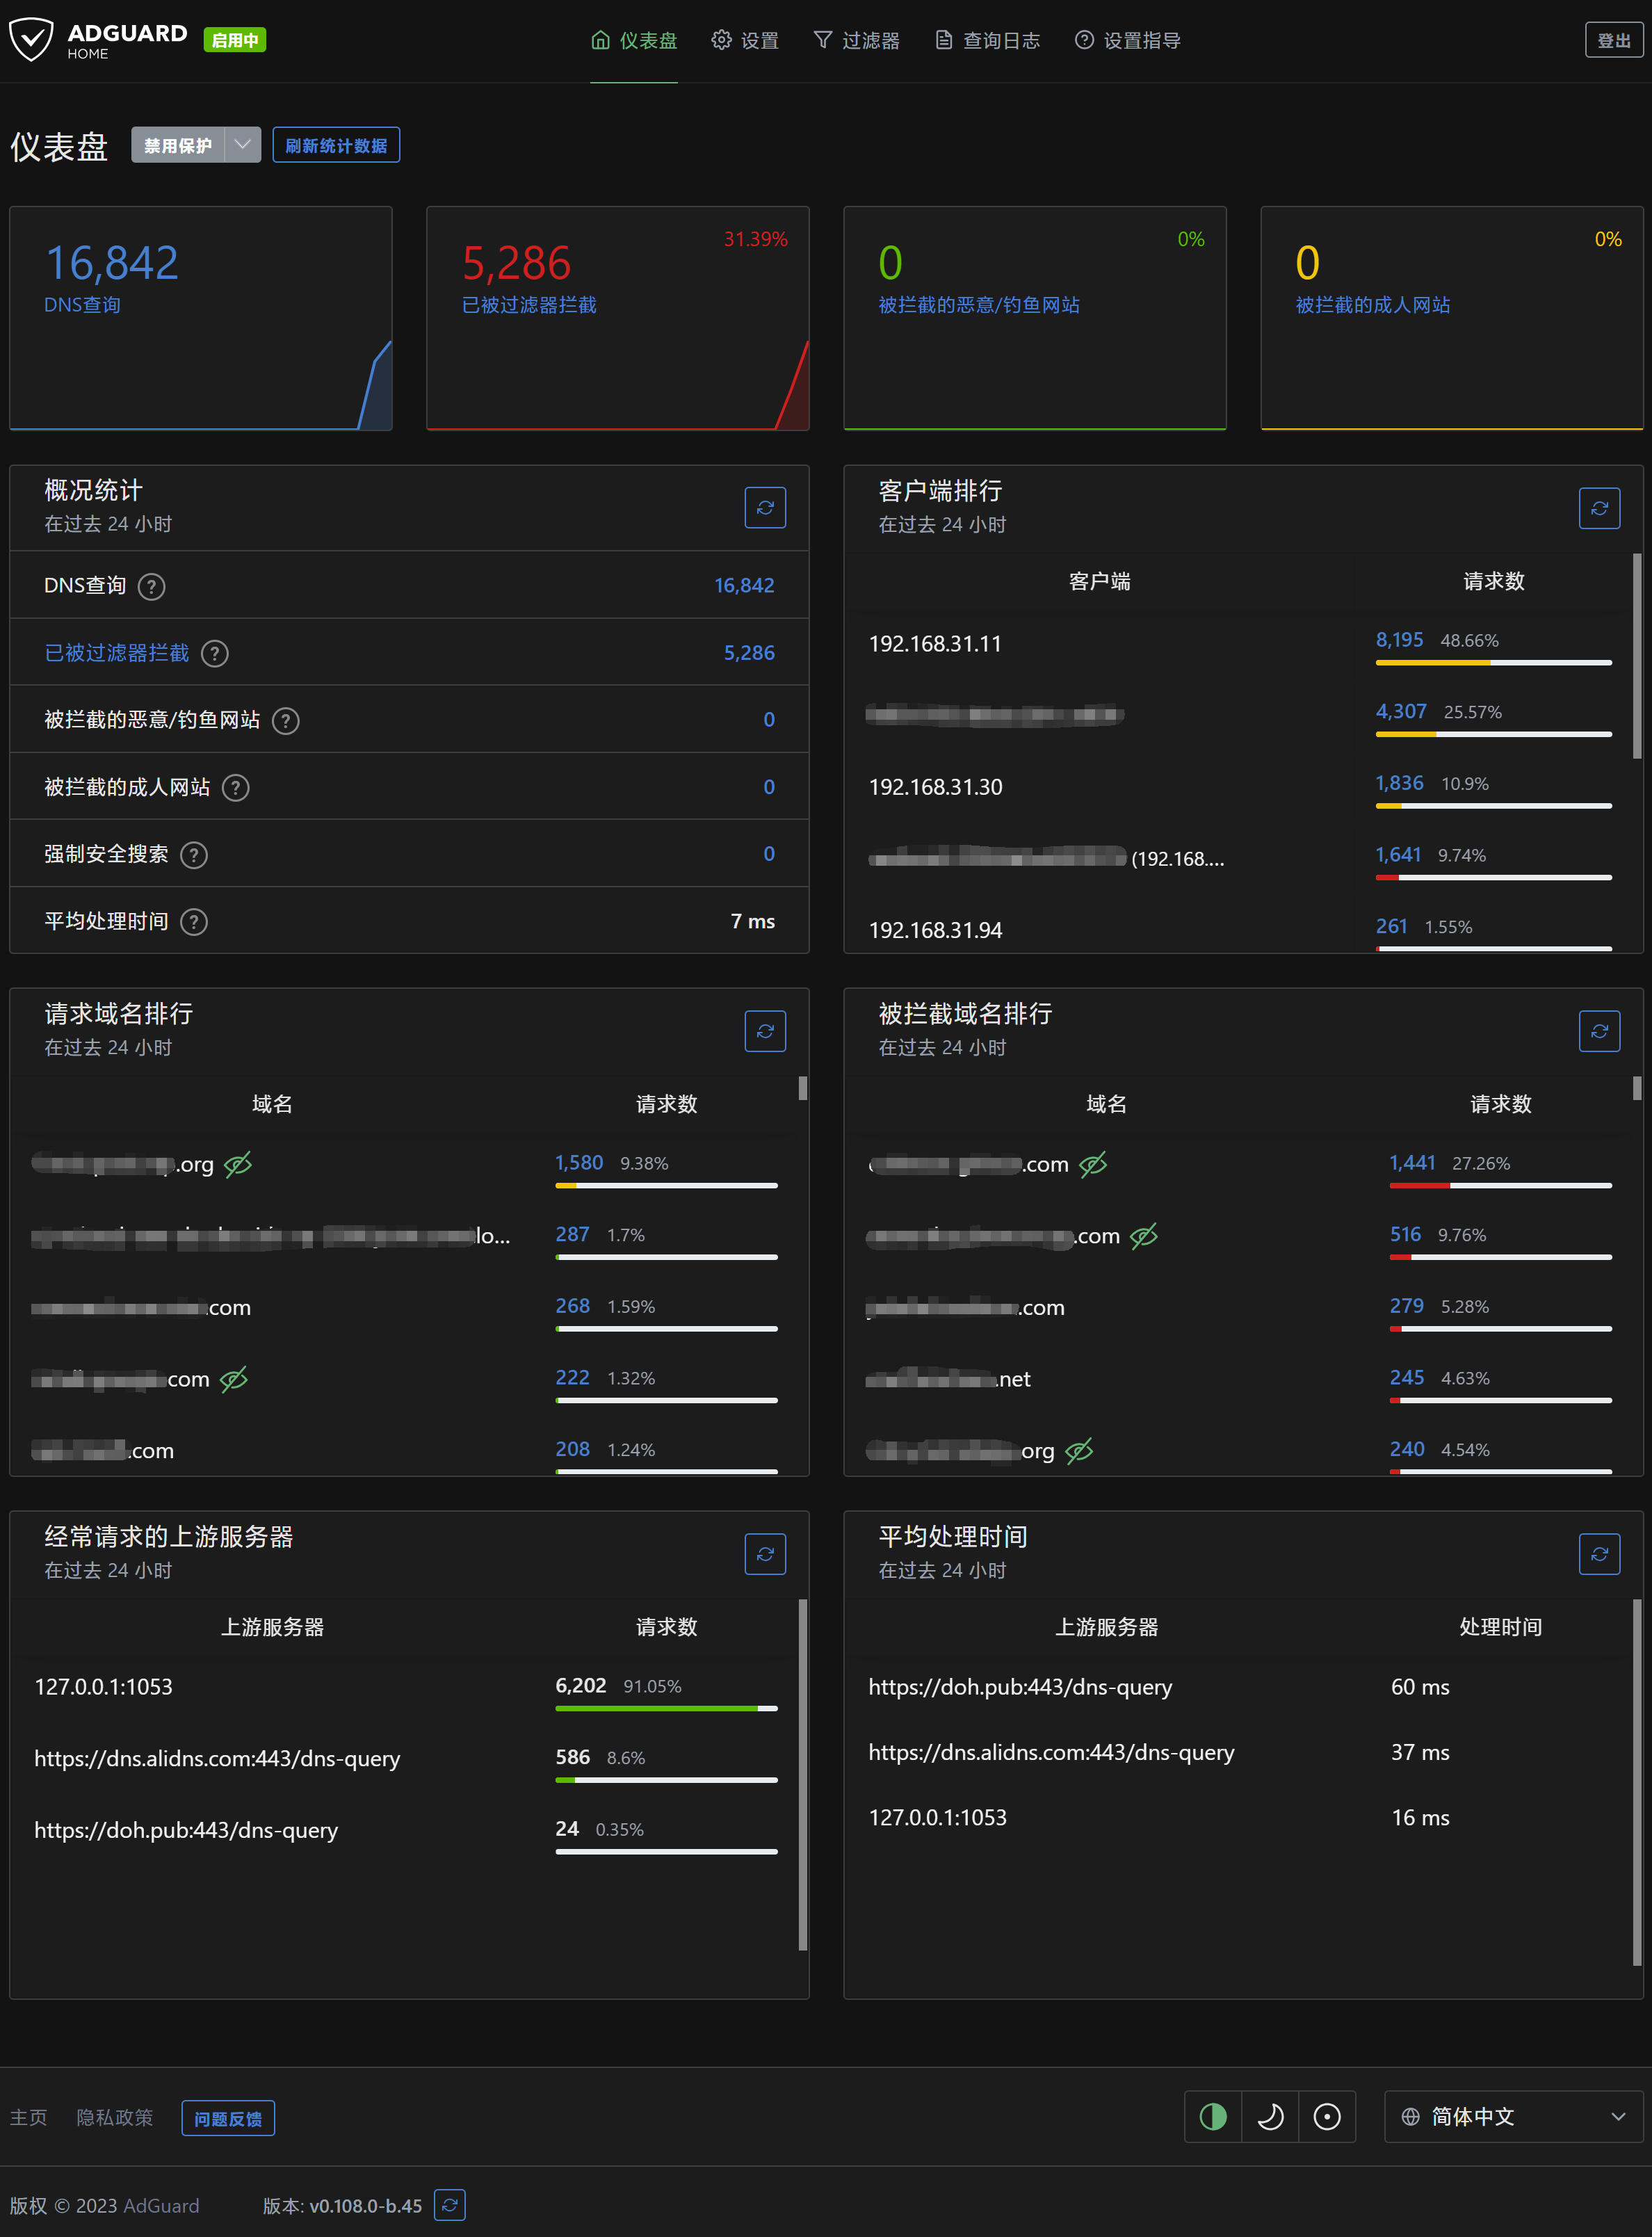 ADGUARD
HOME
启用中
仪表盘
设置
过滤器
查询日志
设置指导
登出
仪表盘
禁用保护
刷新统计数据
16,842
DNS查询
31.39%
5,286
已被过滤器拦截
0%
0
被拦截的恶意/钓鱼网站
0%
0
被拦截的成人网站
概况统计
在过去 24 小时
DNS查询 ?
16,842
已被过滤器拦截 ?
5,286
被拦截的恶意/钓鱼网站 ?
0
被拦截的成人网站 ?
0
强制安全搜索 ?
0
平均处理时间 ?
7 ms
客户端排行
在过去 24 小时
客户端 请求数
192.168.31.11 8,195 48.66%
4,307 25.57%
192.168.31.30 1,836 10.9%
(192.168.... 1,641 9.74%
192.168.31.94 261 1.55%
请求域名排行
在过去 24 小时
域名 请求数
.org 1,580 9.38%
lo... 287 1.7%
.com 268 1.59%
com 222 1.32%
.com 208 1.24%
被拦截域名排行
在过去 24 小时
域名 请求数
.com 1,441 27.26%
.com 516 9.76%
.com 279 5.28%
.net 245 4.63%
org 240 4.54%
经常请求的上游服务器
在过去 24 小时
上游服务器 请求数
127.0.0.1:1053 6,202 91.05%
https://dns.alidns.com:443/dns-query 586 8.6%
https://doh.pub:443/dns-query 24 0.35%
平均处理时间
在过去 24 小时
上游服务器 处理时间
https://doh.pub:443/dns-query 60 ms
https://dns.alidns.com:443/dns-query 37 ms
127.0.0.1:1053 16 ms
主页
隐私政策
问题反馈
简体中文
版权 © 2023 AdGuard
版本: v0.108.0-b.45